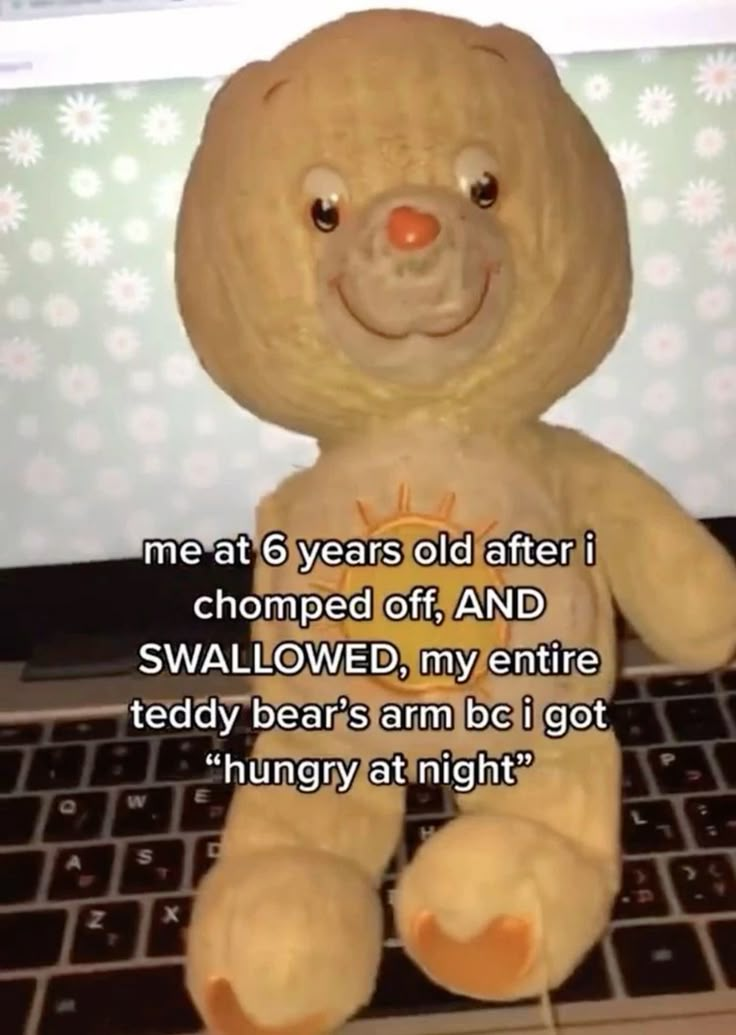 me at 6 years old after i
chomped off, AND
SWALLOWED, my entire
teddy bear's arm bc i got
“hungry at night”
Q W E P
A S D H L
Z X